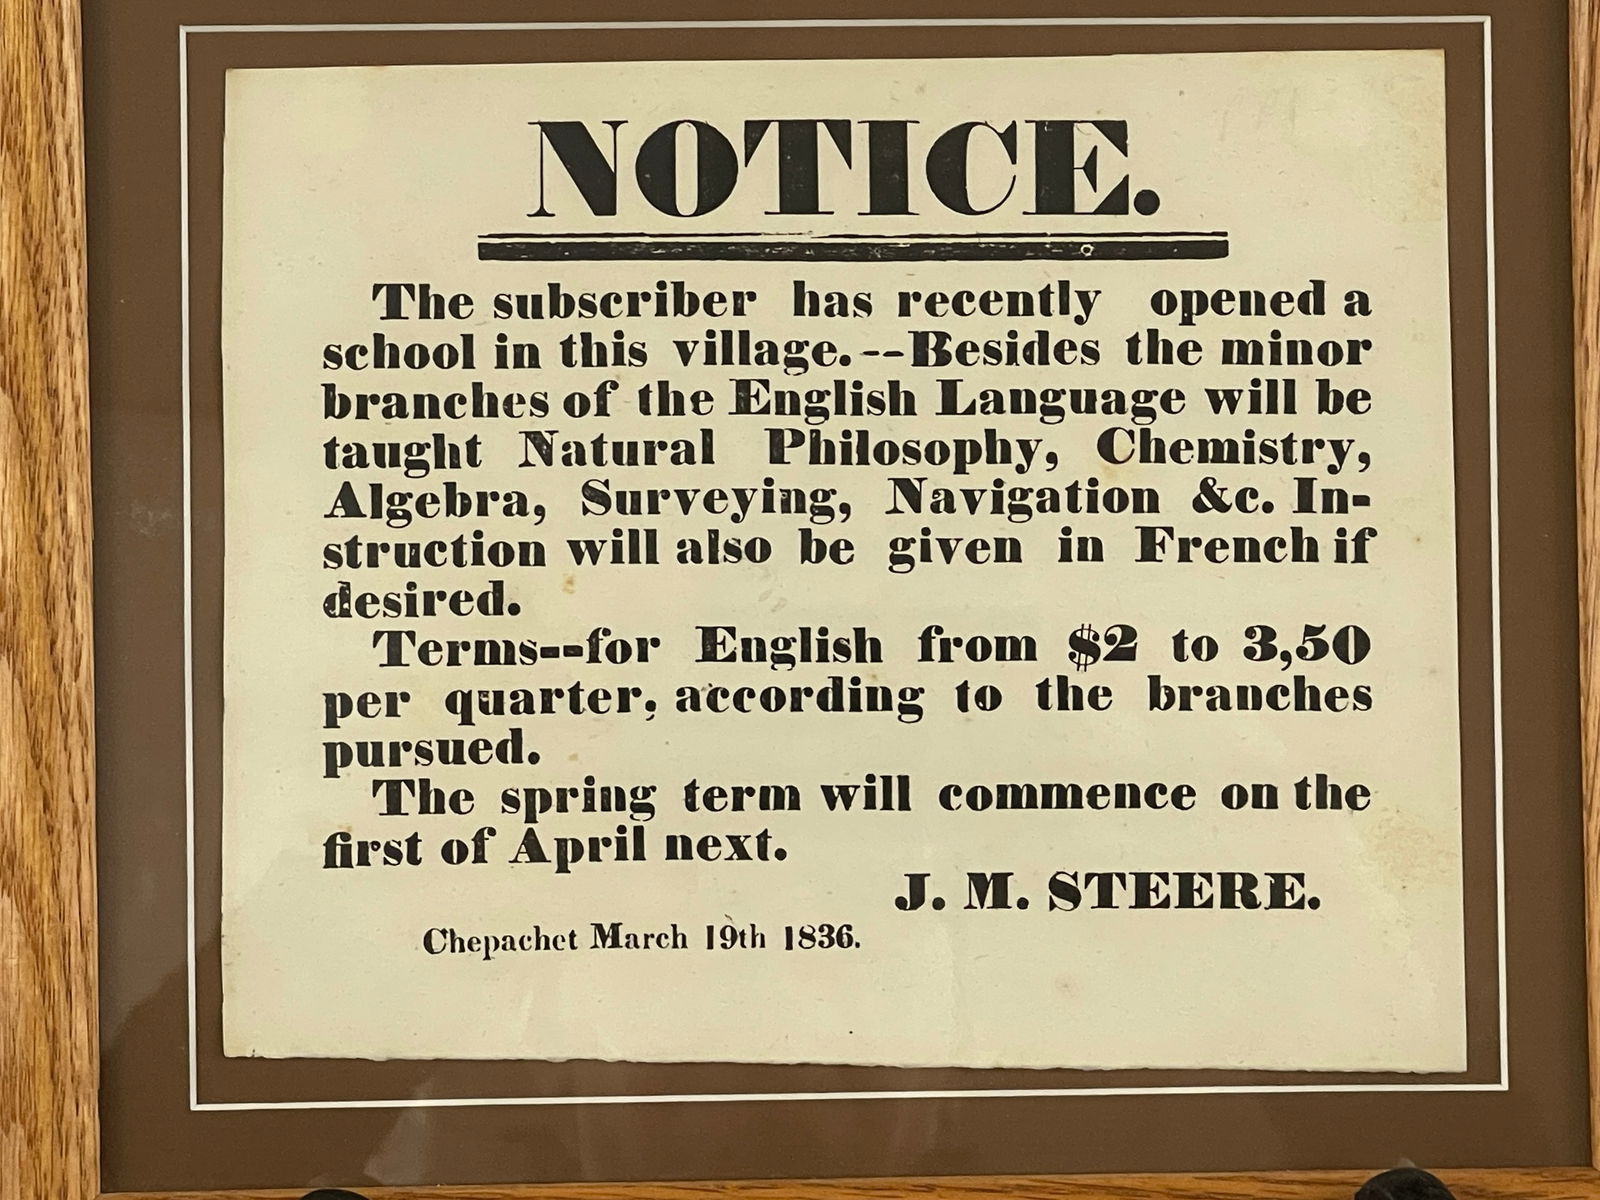 NOTICE.
The subscriber has recently opened a
school in this village.--Besides the minor
branches of the English Language will be
taught Natural Philosophy, Chemistry,
Algebra, Surveying, Navigation &c. In-
struction will also be given in French if
desired.
Terms--for English from $2 to 3,50
per quarter, according to the branches
pursued.
The spring term will commence on the
first of April next.
J. M. STEERE.
Chepachet March 19th 1836.